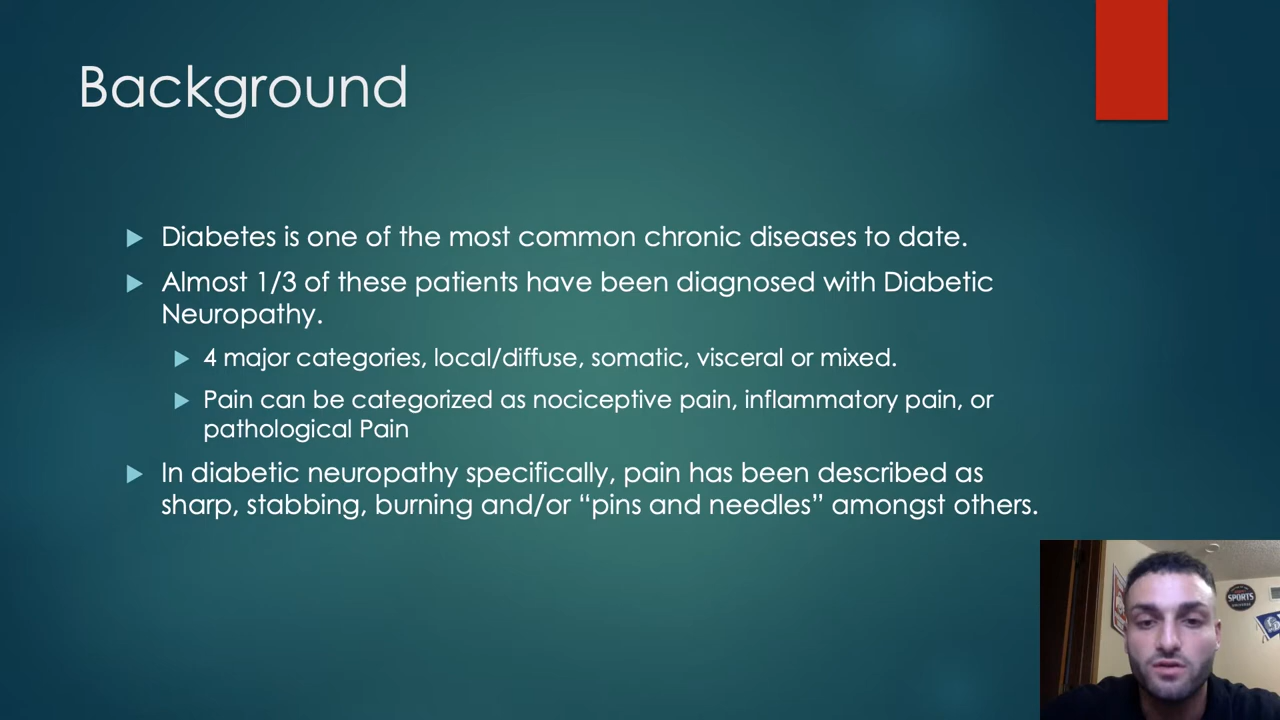 Background
Diabetes is one of the most common chronic diseases to date.
Almost 1/3 of these patients have been diagnosed with Diabetic
Neuropathy.
4 major categories, local/diffuse, somatic, visceral or mixed.
Pain can be categorized as nociceptive pain, inflammatory pain, or
pathological Pain
In diabetic neuropathy specifically, pain has been described as
sharp, stabbing, burning and/or “pins and needles” amongst others.
SPORTS